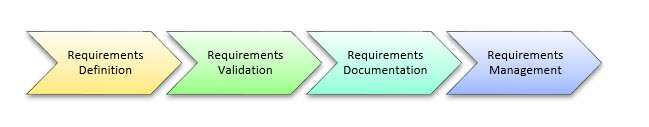 Requirements
Definition
Requirements
Validation
Requirements
Documentation
Requirements
Management